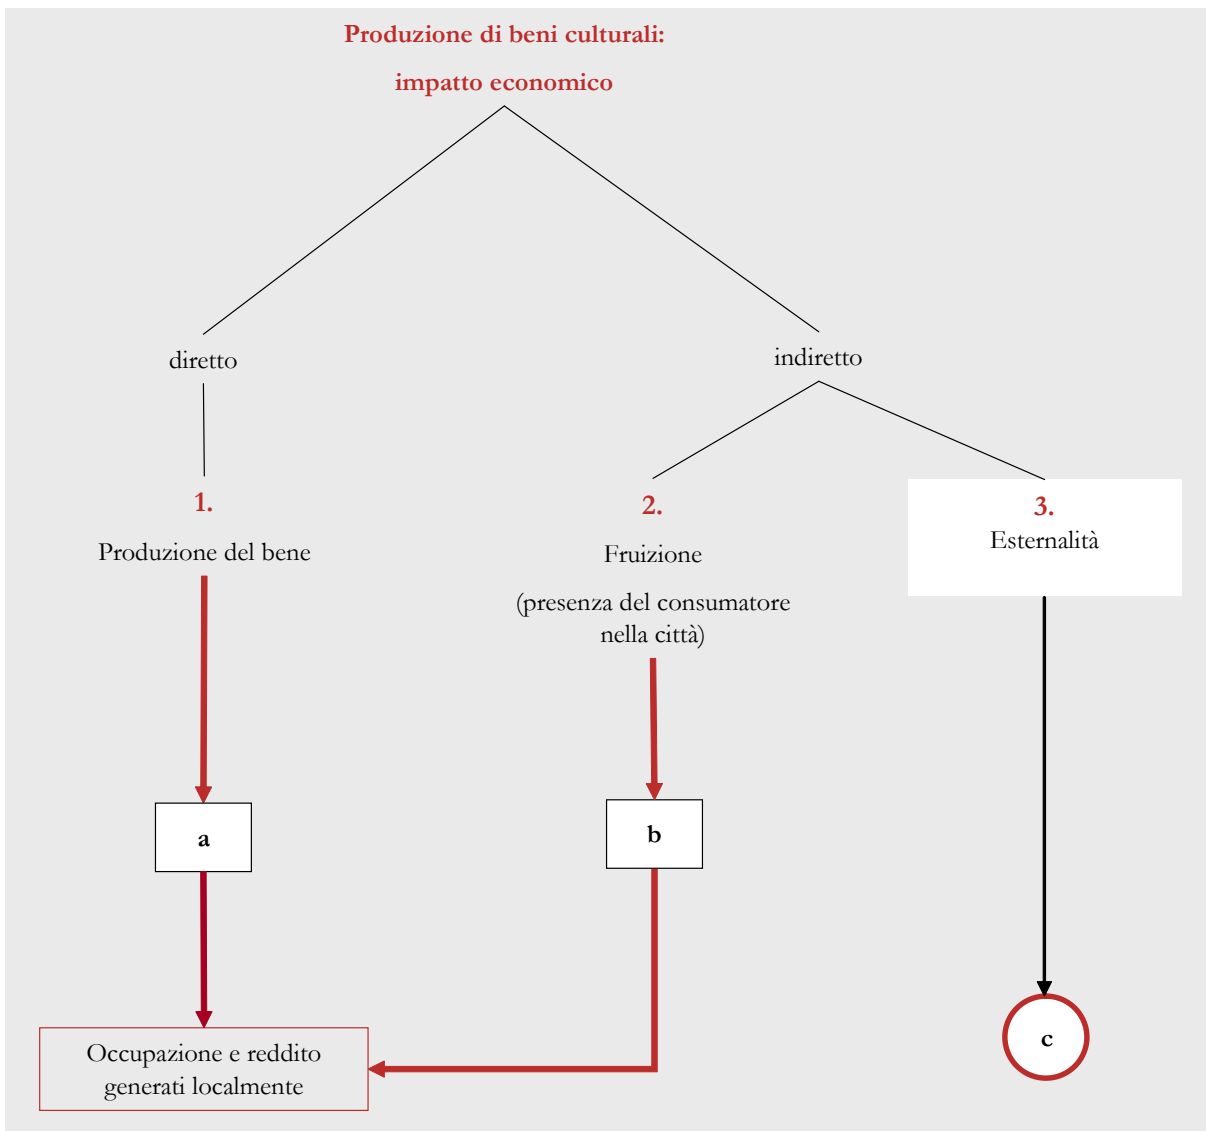 Produzione di beni culturali:
impatto economico
diretto
indiretto
1.
Produzione del bene
2.
Fruizione
(presenza del consumatore
nella città)
3.
Esternalità
a
b
c
Occupazione e reddito
generati localmente